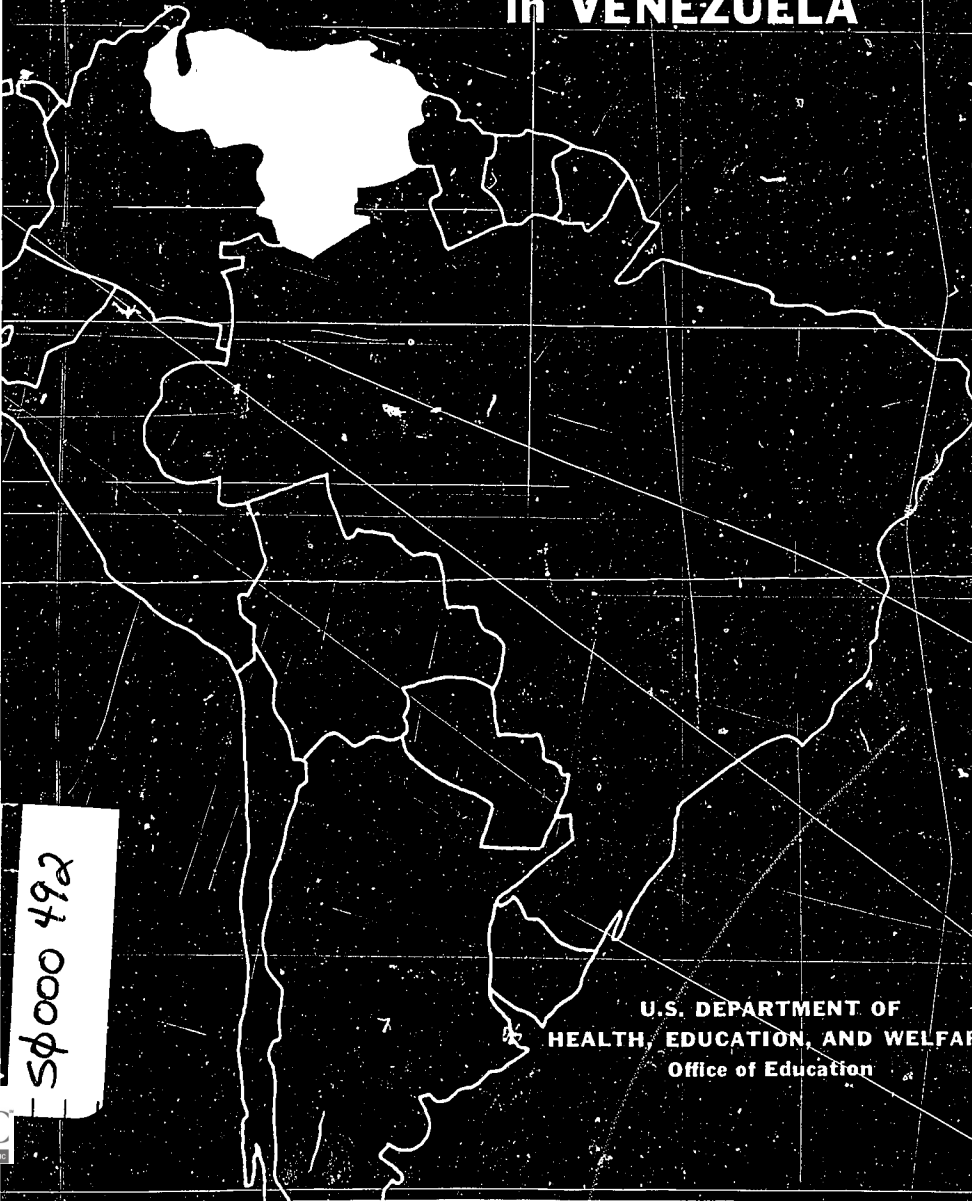 in VENEZUELA
U.S. DEPARTMENT OF
HEALTH, EDUCATION, AND WELFAR
Office of Education
SØ000 492